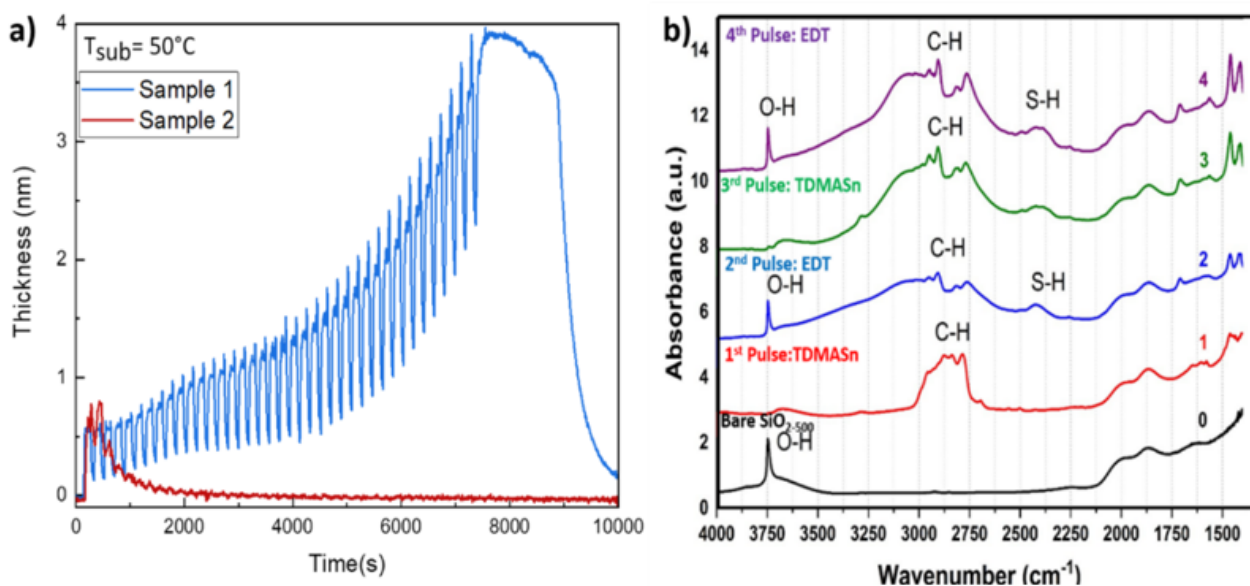 a)
T_sub= 50°C
Sample 1
Sample 2
Thickness (nm)
4
3
2
1
0
0 2000 4000 6000 8000 10000
Time(s)
b)
4th Pulse: EDT
C-H
O-H
S-H
4
C-H
3rd Pulse: TDMASn
3
2nd Pulse: EDT
C-H
O-H
S-H
2
1st Pulse:TDMASn
C-H
1
Bare SiO2-500
O-H
0
Absorbance (a.u.)
14
12
10
8
6
4
2
0
4000 3750 3500 3250 3000 2750 2500 2250 2000 1750 1500
Wavenumber (cm-1)